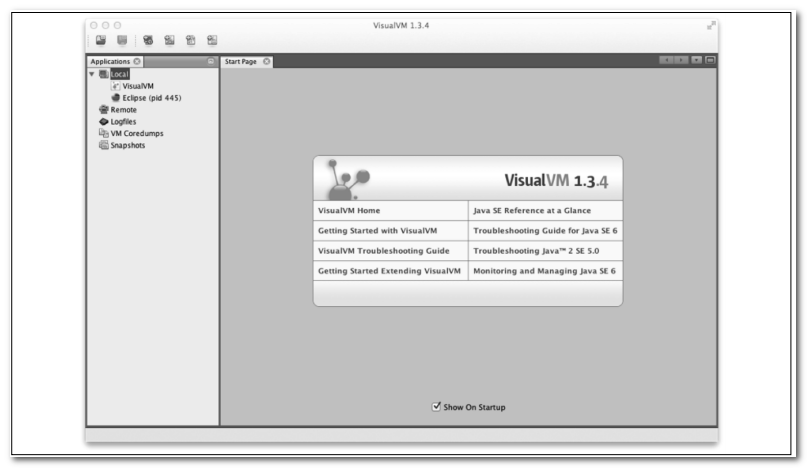 VisualVM 1.3.4
Applications
Start Page
Local
VisualVM
Eclipse (pid 445)
Remote
Logfiles
VM Coredumps
Snapshots
VisualVM 1.3.4
VisualVM Home
Java SE Reference at a Glance
Getting Started with VisualVM
Troubleshooting Guide for Java SE 6
VisualVM Troubleshooting Guide
Troubleshooting Java™ 2 SE 5.0
Getting Started Extending VisualVM
Monitoring and Managing Java SE 6
Show On Startup